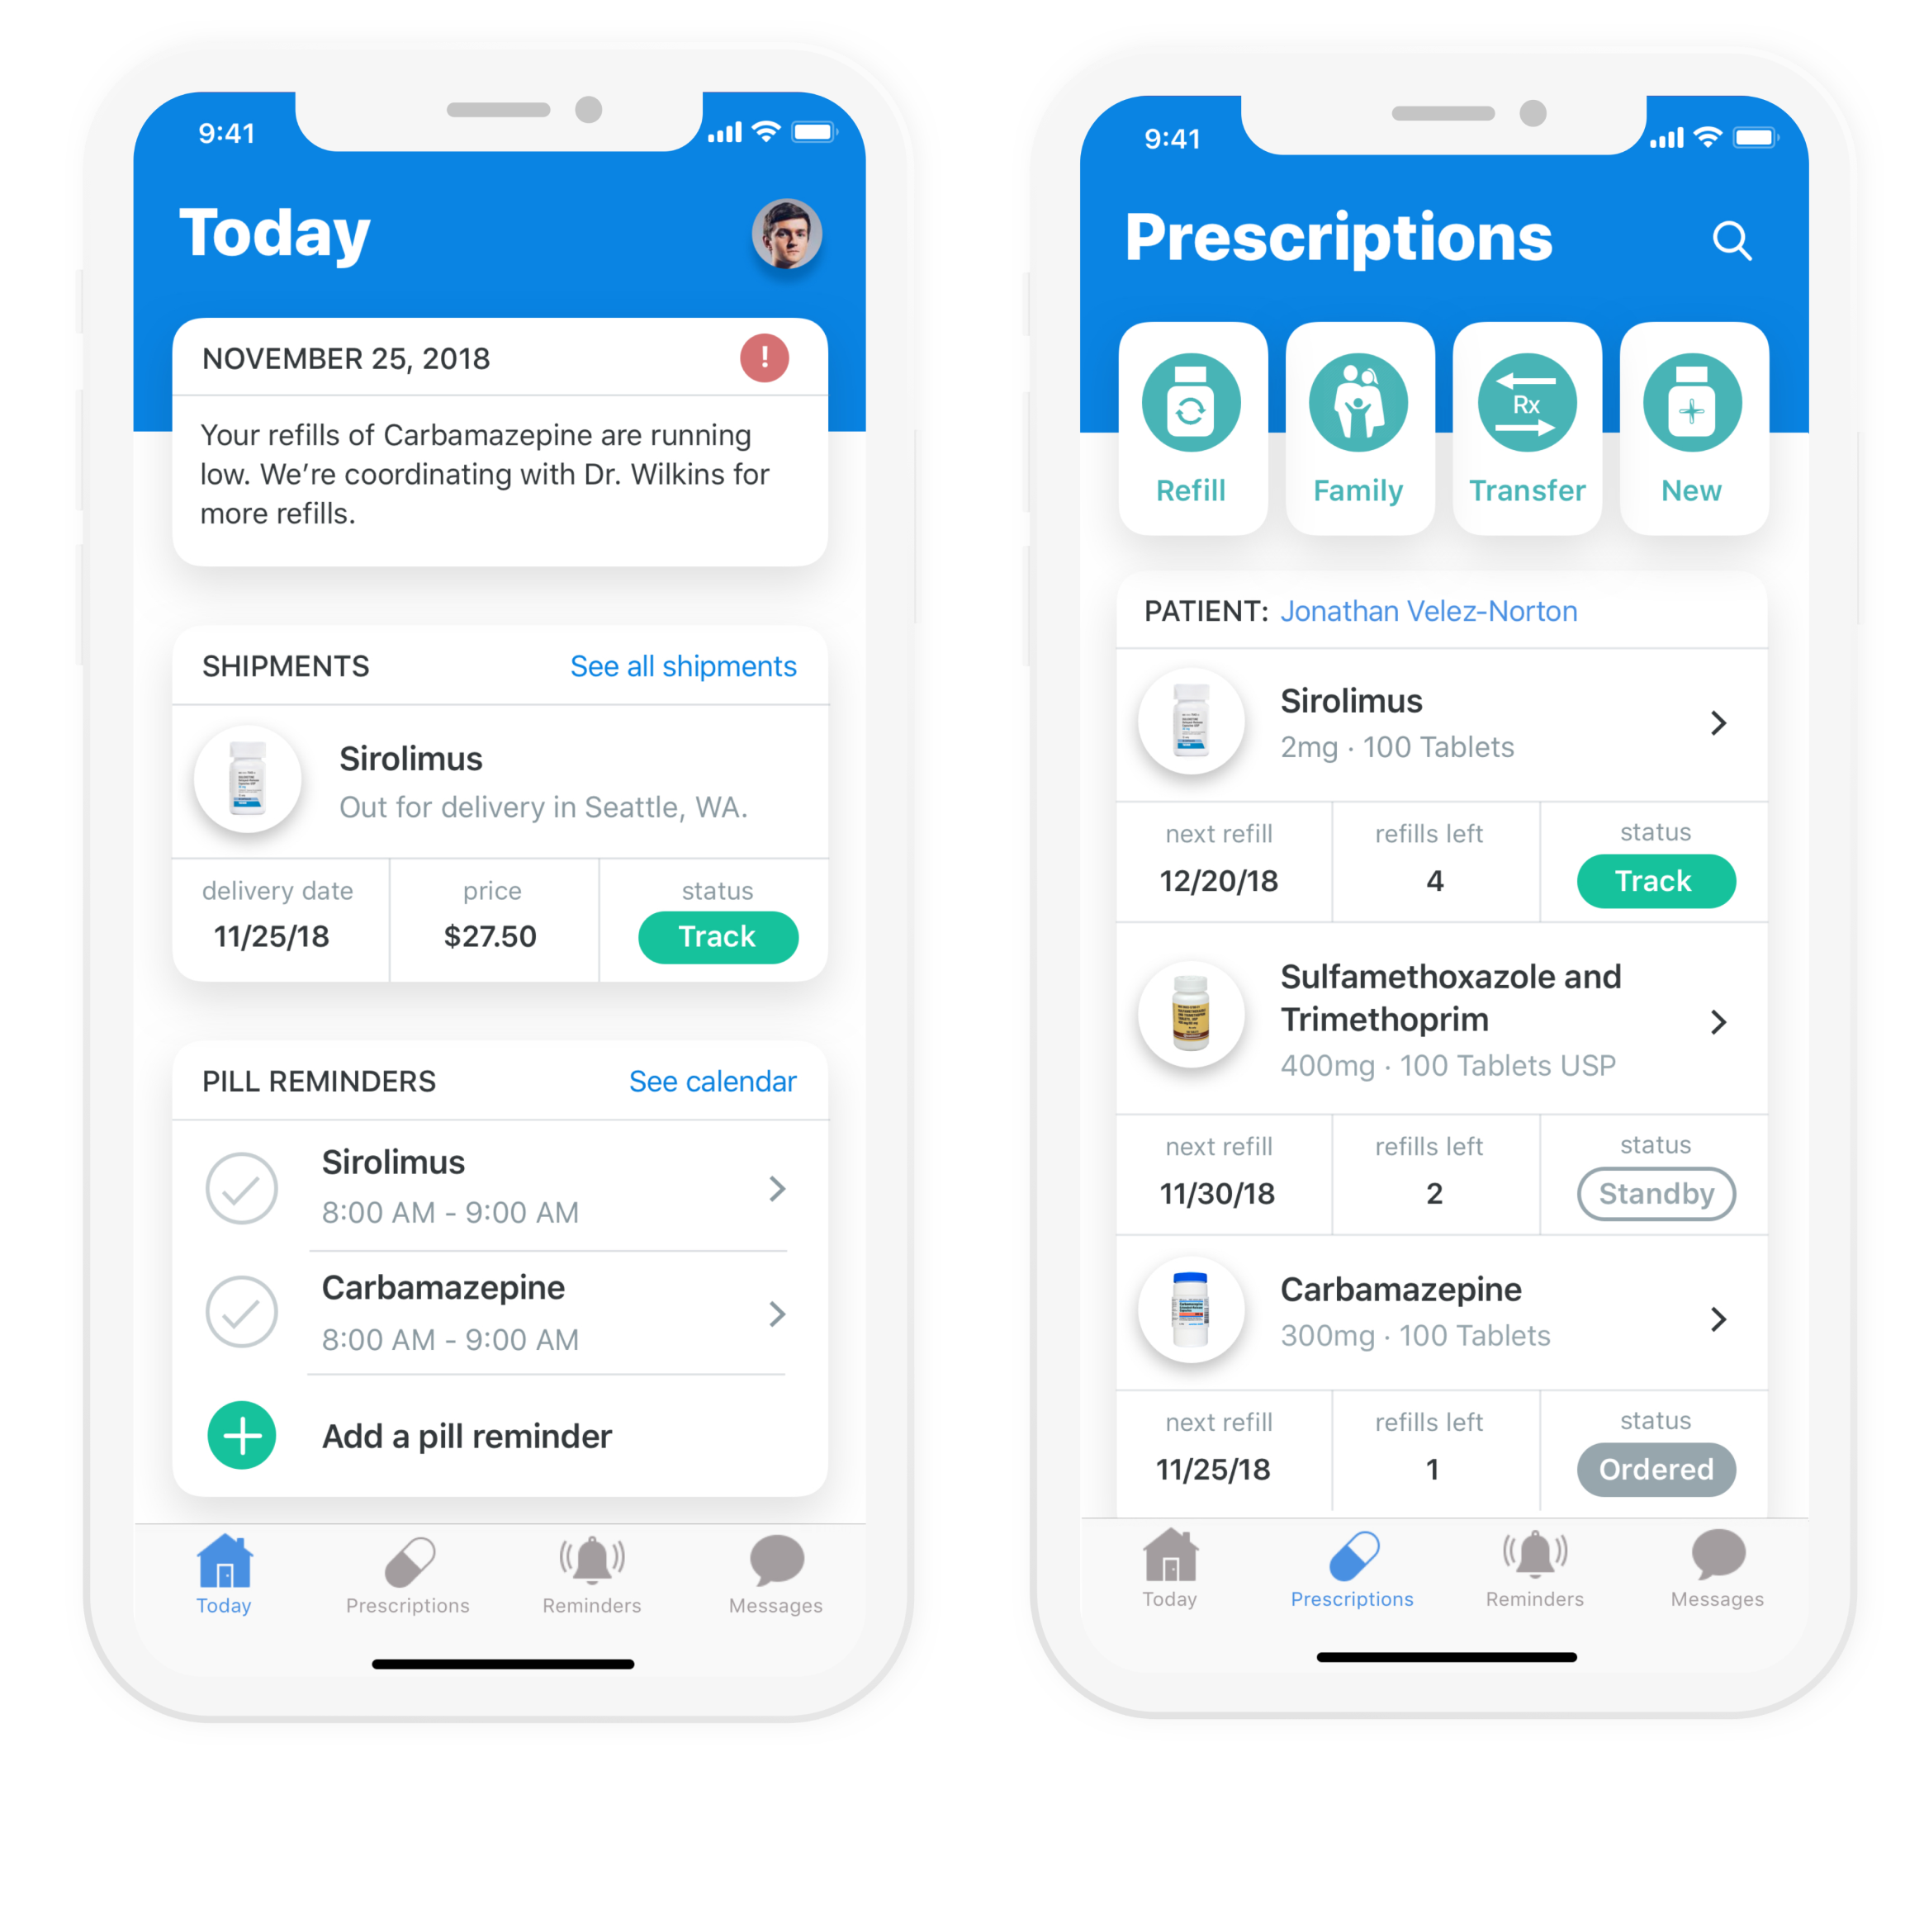 9:41
Today
NOVEMBER 25, 2018
!
Your refills of Carbamazepine are running
low. We’re coordinating with Dr. Wilkins for
more refills.
SHIPMENTS See all shipments
Sirolimus
Out for delivery in Seattle, WA.
delivery date price status
11/25/18 $27.50 Track
PILL REMINDERS See calendar
Sirolimus
8:00 AM - 9:00 AM
Carbamazepine
8:00 AM - 9:00 AM
Add a pill reminder
Today Prescriptions Reminders Messages
9:41
Prescriptions
Rx
Refill Family Transfer New
PATIENT: Jonathan Velez-Norton
Sirolimus
2mg · 100 Tablets
next refill refills left status
12/20/18 4 Track
Sulfamethoxazole and
Trimethoprim
400mg · 100 Tablets USP
next refill refills left status
11/30/18 2 Standby
Carbamazepine
300mg · 100 Tablets
next refill refills left status
11/25/18 1 Ordered
Today Prescriptions Reminders Messages